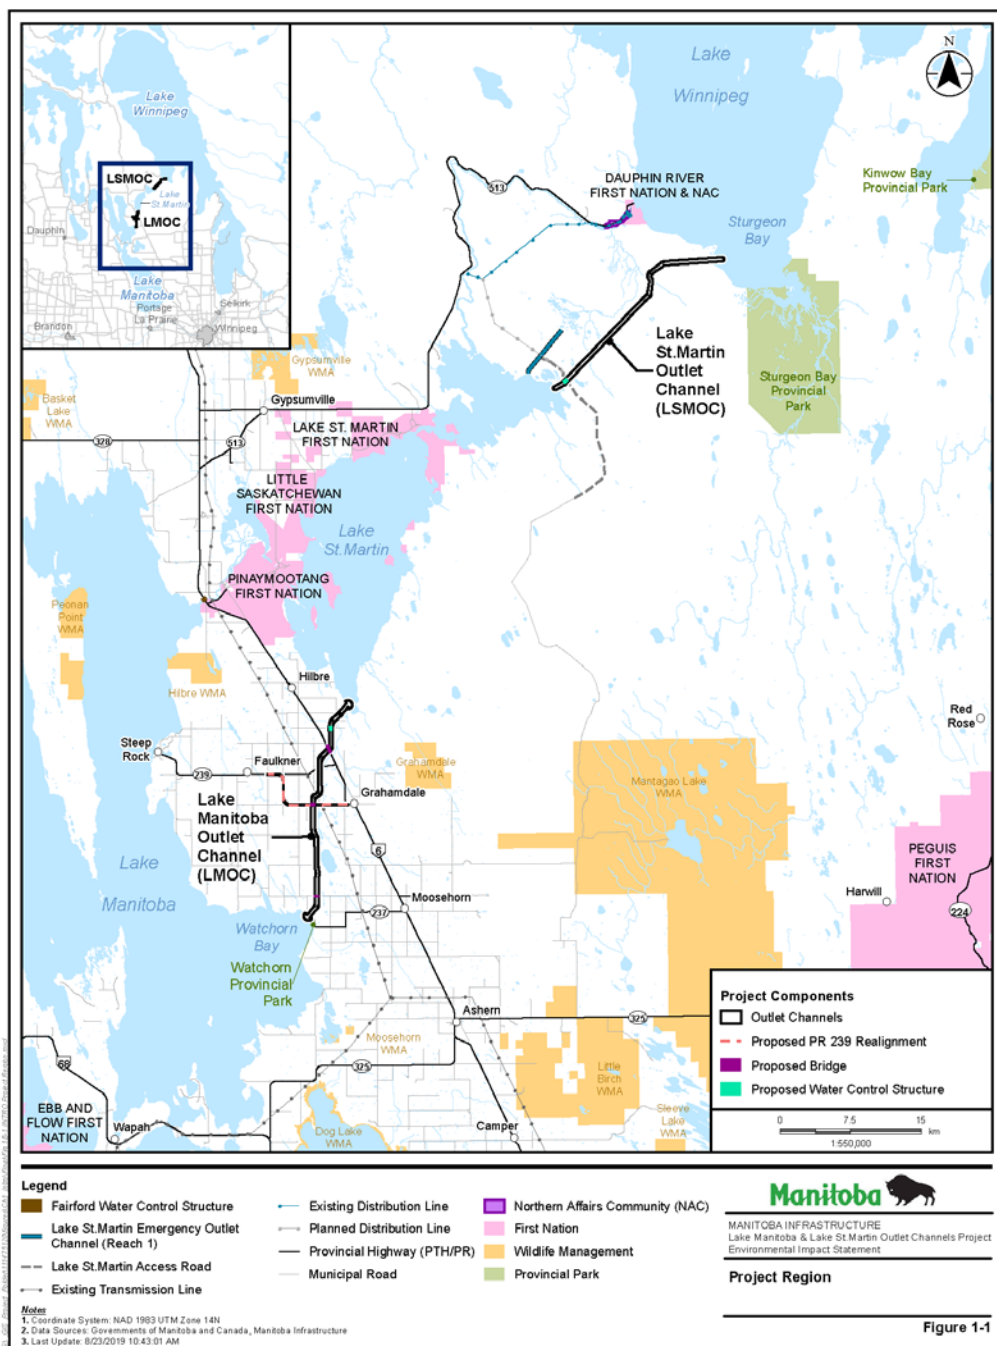 Lake
Winnipeg
LSMOC
Lake
St.Martin
LMOC
Dauphin
Lake
Manitoba
Portage
La Prairie
Selkirk
Brandon
Winnipeg
N
Lake
Winnipeg
Kinwow Bay
Provincial Park
513
DAUPHIN RIVER
FIRST NATION & NAC
Sturgeon
Bay
Lake
St.Martin
Outlet
Channel
(LSMOC)
Sturgeon Bay
Provincial
Park
Gypsumville
WMA
Basket
Lake
WMA
Gypsumville
328
513
LAKE ST. MARTIN
FIRST NATION
LITTLE
SASKATCHEWAN
FIRST NATION
Lake
St.Martin
PINAYMOOTANG
FIRST NATION
Peonan
Point
WMA
Hilbre WMA
Hilbre
Steep
Rock
239
Faulkner
Grahamdale
WMA
Grahamdale
Red
Rose
Mantagao Lake
WMA
Lake
Manitoba
Outlet
Channel
(LMOC)
6
Lake
Manitoba
PEGUIS
FIRST
NATION
Harwill
224
Moosehorn
237
Watchorn
Bay
Watchorn
Provincial
Park
Ashern
325
Moosehorn
WMA
325
Little
Birch
WMA
Sleeve
Lake
WMA
68
EBB AND
FLOW FIRST
NATION
Wapah
Dog Lake
WMA
Camper
Project Components
Outlet Channels
Proposed PR 239 Realignment
Proposed Bridge
Proposed Water Control Structure
0 7.5 15
km
1:550,000
Legend
Fairford Water Control Structure
Lake St.Martin Emergency Outlet
Channel (Reach 1)
Lake St.Martin Access Road
Existing Transmission Line
Existing Distribution Line
Planned Distribution Line
Provincial Highway (PTH/PR)
Municipal Road
Northern Affairs Community (NAC)
First Nation
Wildlife Management
Provincial Park
Notes
1. Coordinate System: NAD 1983 UTM Zone 14N
2. Data Sources: Governments of Manitoba and Canada, Manitoba Infrastructure
3. Last Update: 8/23/2019 10:43:01 AM
Manitoba
MANITOBA INFRASTRUCTURE
Lake Manitoba & Lake St.Martin Outlet Channels Project
Environmental Impact Statement
Project Region
Figure 1-1